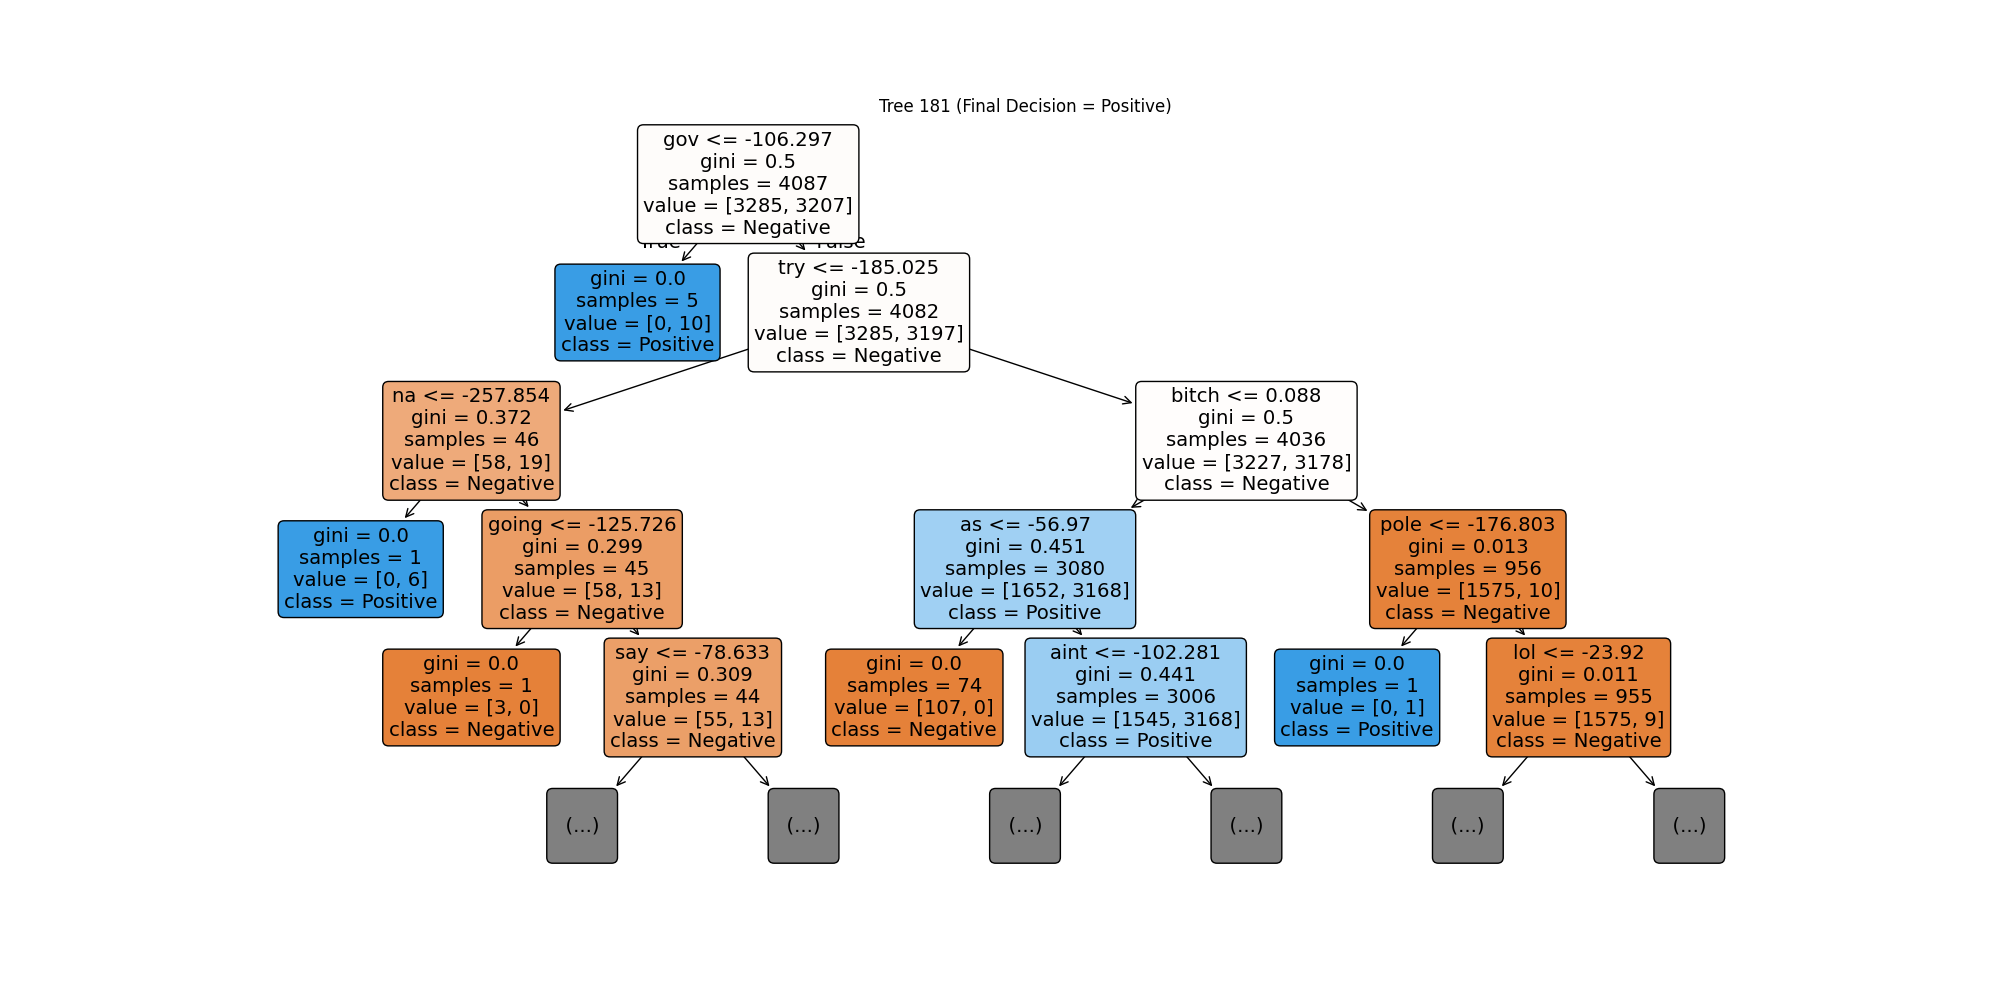 Tree 181 (Final Decision = Positive)
gov <= -106.297
gini = 0.5
samples = 4087
value = [3285, 3207]
class = Negative
True
False
gini = 0.0
samples = 5
value = [0, 10]
class = Positive
try <= -185.025
gini = 0.5
samples = 4082
value = [3285, 3197]
class = Negative
na <= -257.854
gini = 0.372
samples = 46
value = [58, 19]
class = Negative
bitch <= 0.088
gini = 0.5
samples = 4036
value = [3227, 3178]
class = Negative
gini = 0.0
samples = 1
value = [0, 6]
class = Positive
going <= -125.726
gini = 0.299
samples = 45
value = [58, 13]
class = Negative
as <= -56.97
gini = 0.451
samples = 3080
value = [1652, 3168]
class = Positive
pole <= -176.803
gini = 0.013
samples = 956
value = [1575, 10]
class = Negative
gini = 0.0
samples = 1
value = [3, 0]
class = Negative
say <= -78.633
gini = 0.309
samples = 44
value = [55, 13]
class = Negative
gini = 0.0
samples = 74
value = [107, 0]
class = Negative
aint <= -102.281
gini = 0.441
samples = 3006
value = [1545, 3168]
class = Positive
gini = 0.0
samples = 1
value = [0, 1]
class = Positive
lol <= -23.92
gini = 0.011
samples = 955
value = [1575, 9]
class = Negative
(...)
(...)
(...)
(...)
(...)
(...)